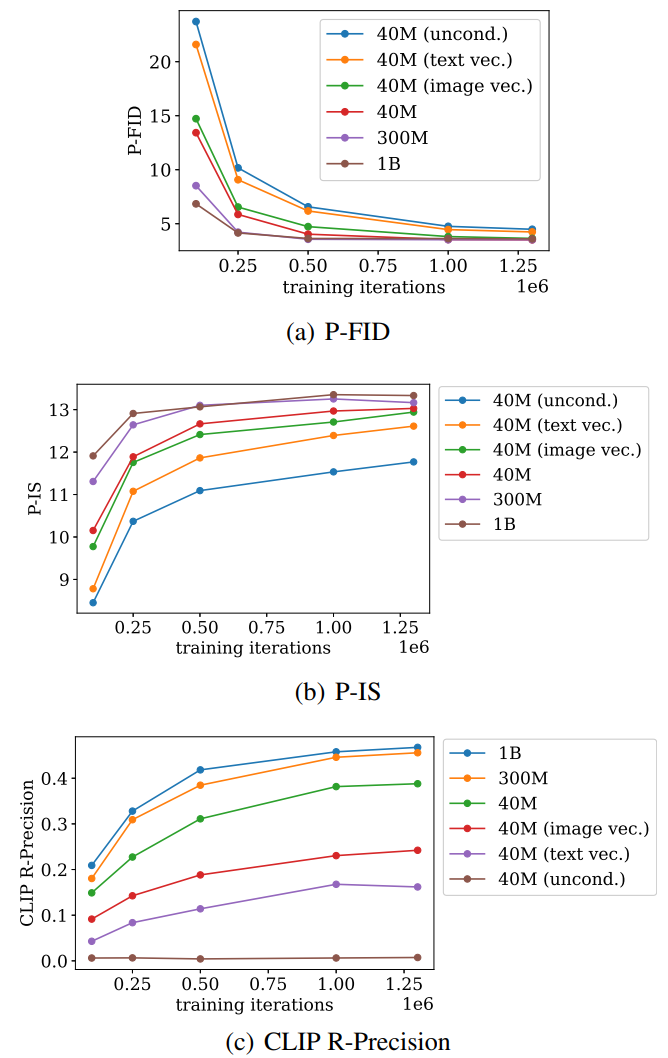 20
15
10
5
P-FID
40M (uncond.)
40M (text vec.)
40M (image vec.)
40M
300M
1B
0.25 0.50 0.75 1.00 1.25
training iterations 1e6
(a) P-FID
13
12
11
10
9
P-IS
40M (uncond.)
40M (text vec.)
40M (image vec.)
40M
300M
1B
0.25 0.50 0.75 1.00 1.25
training iterations 1e6
(b) P-IS
0.4
0.3
0.2
0.1
0.0
CLIP R-Precision
1B
300M
40M
40M (image vec.)
40M (text vec.)
40M (uncond.)
0.25 0.50 0.75 1.00 1.25
training iterations 1e6
(c) CLIP R-Precision